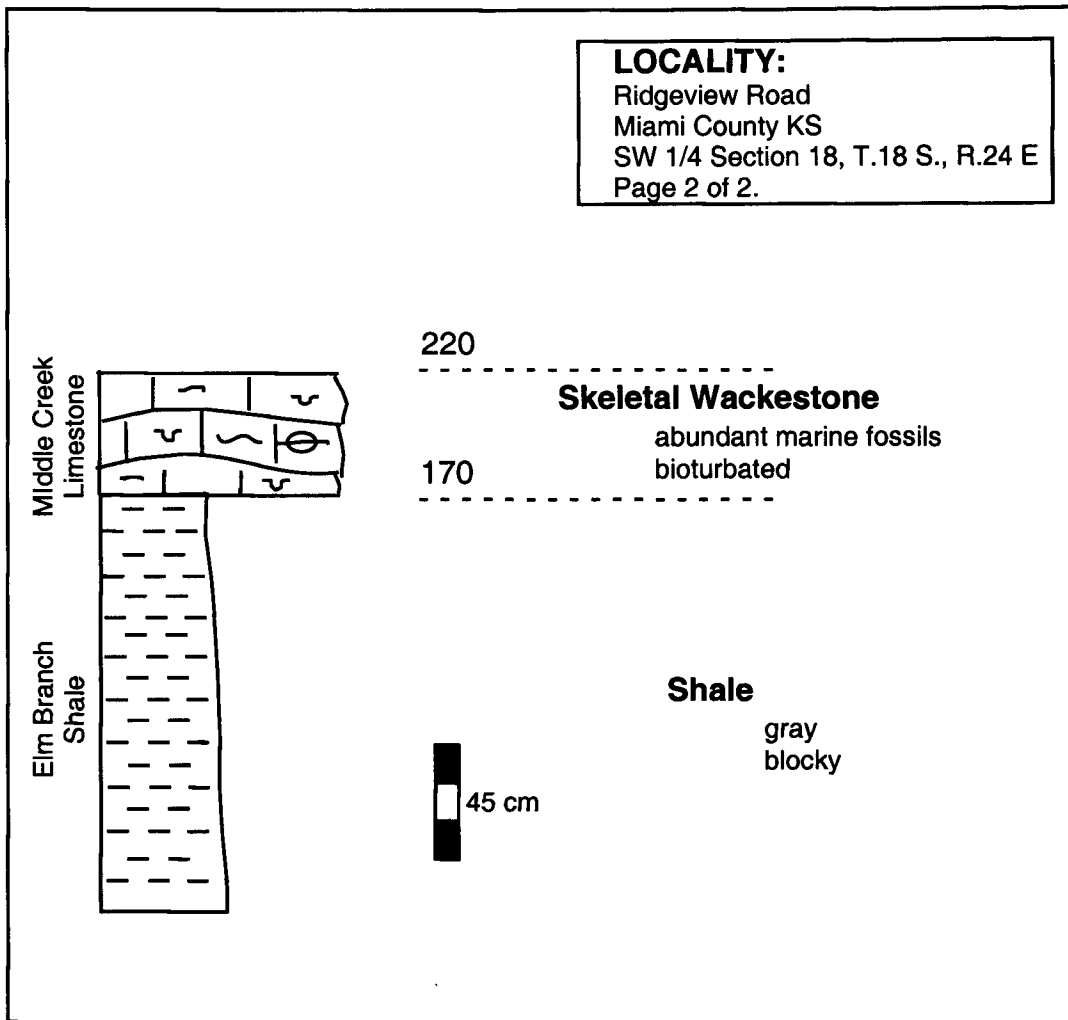 LOCALITY:
Ridgeview Road
Miami County KS
SW 1/4 Section 18, T.18 S., R.24 E
Page 2 of 2.
Middle Creek
Limestone
220
Skeletal Wackestone
abundant marine fossils
bioturbated
170
Elm Branch
Shale
Shale
gray
blocky
45 cm